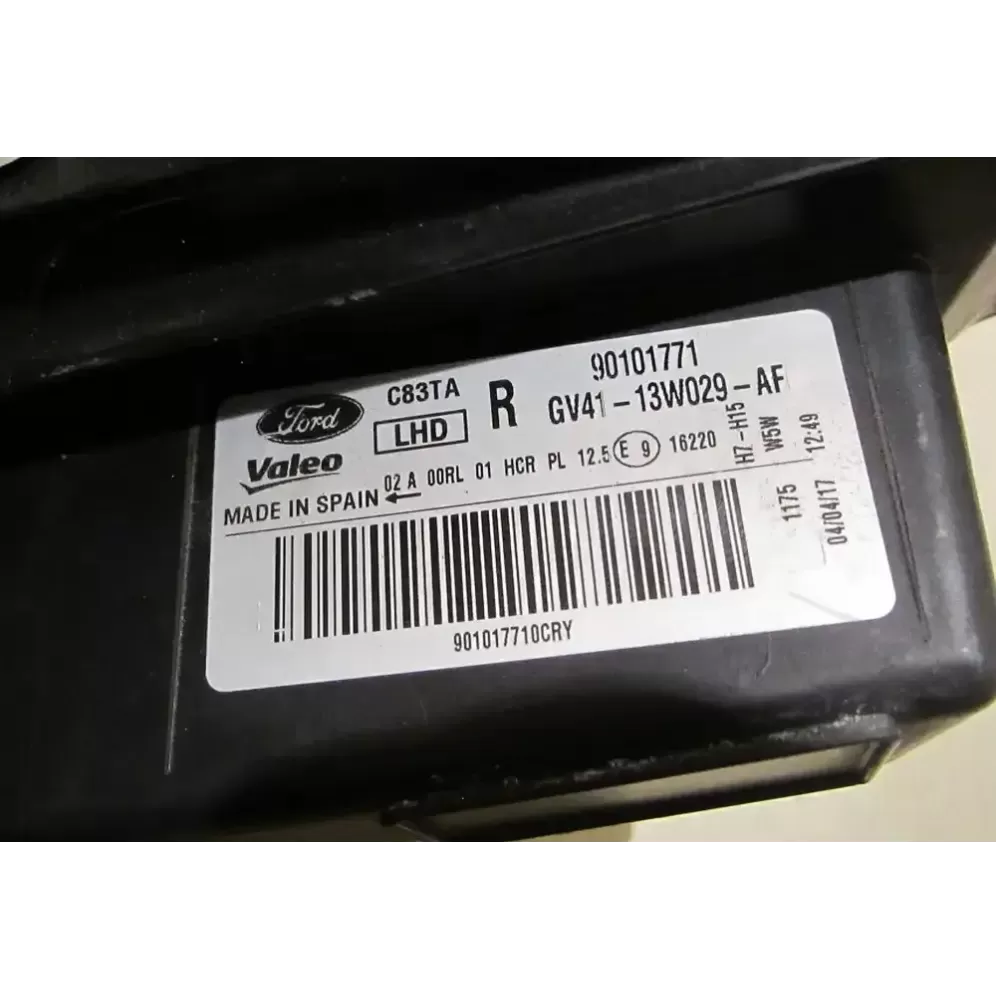 Ford
Valeo
MADE IN SPAIN
C83TA
LHD
R
90101771
GV41-13W029-AF
02 A 00RL 01 HCR PL 12.5 E 9 16220
H7-H15
W5W
1175
12:49
04/04/17
901017710CRY